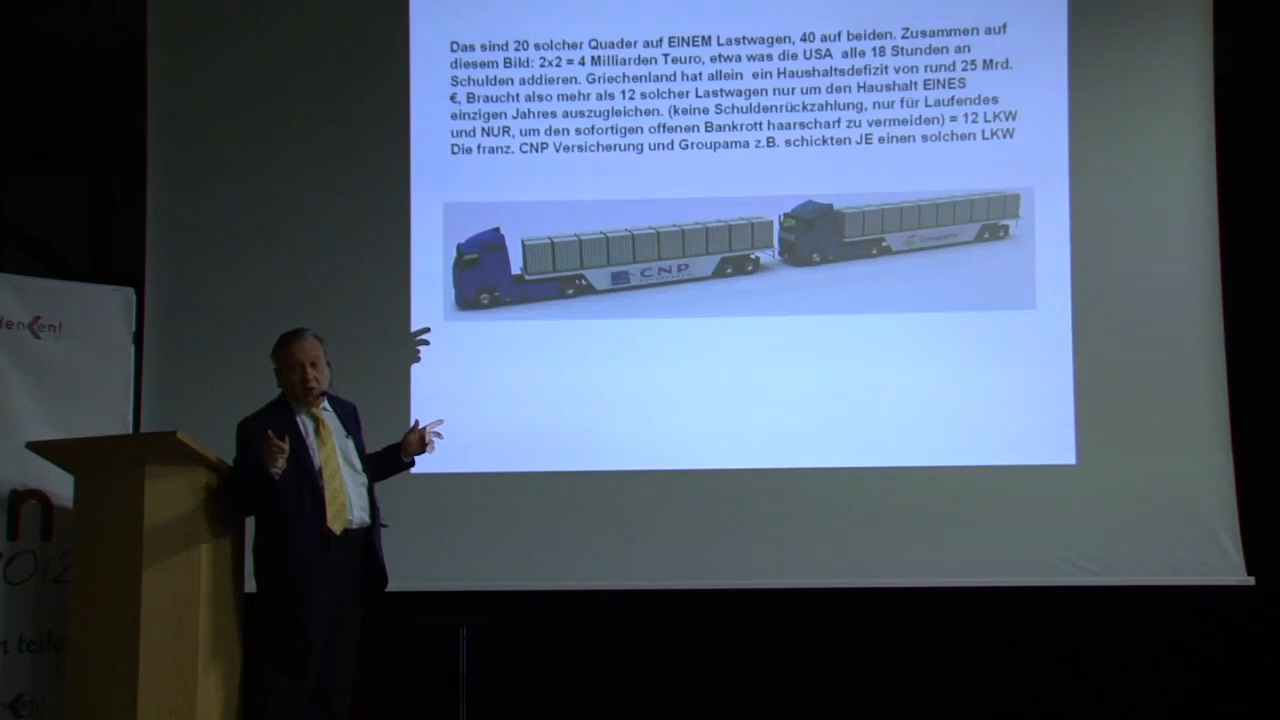 Das sind 20 solcher Quader auf EINEM Lastwagen, 40 auf beiden. Zusammen auf
diesem Bild: 2x2 = 4 Milliarden Teuro, etwa was die USA alle 18 Stunden an
Schulden addieren. Griechenland hat allein ein Haushaltsdefizit von rund 25 Mrd.
€, Braucht also mehr als 12 solcher Lastwagen nur um den Haushalt EINES
einzigen Jahres auszugleichen. (keine Schuldenrückzahlung, nur für Laufendes
und NUR, um den sofortigen offenen Bankrott haarscharf zu vermeiden) = 12 LKW
Die franz. CNP Versicherung und Groupama z.B. schickten JE einen solchen LKW
CNP
Groupama
denken!
n
2012
n teile